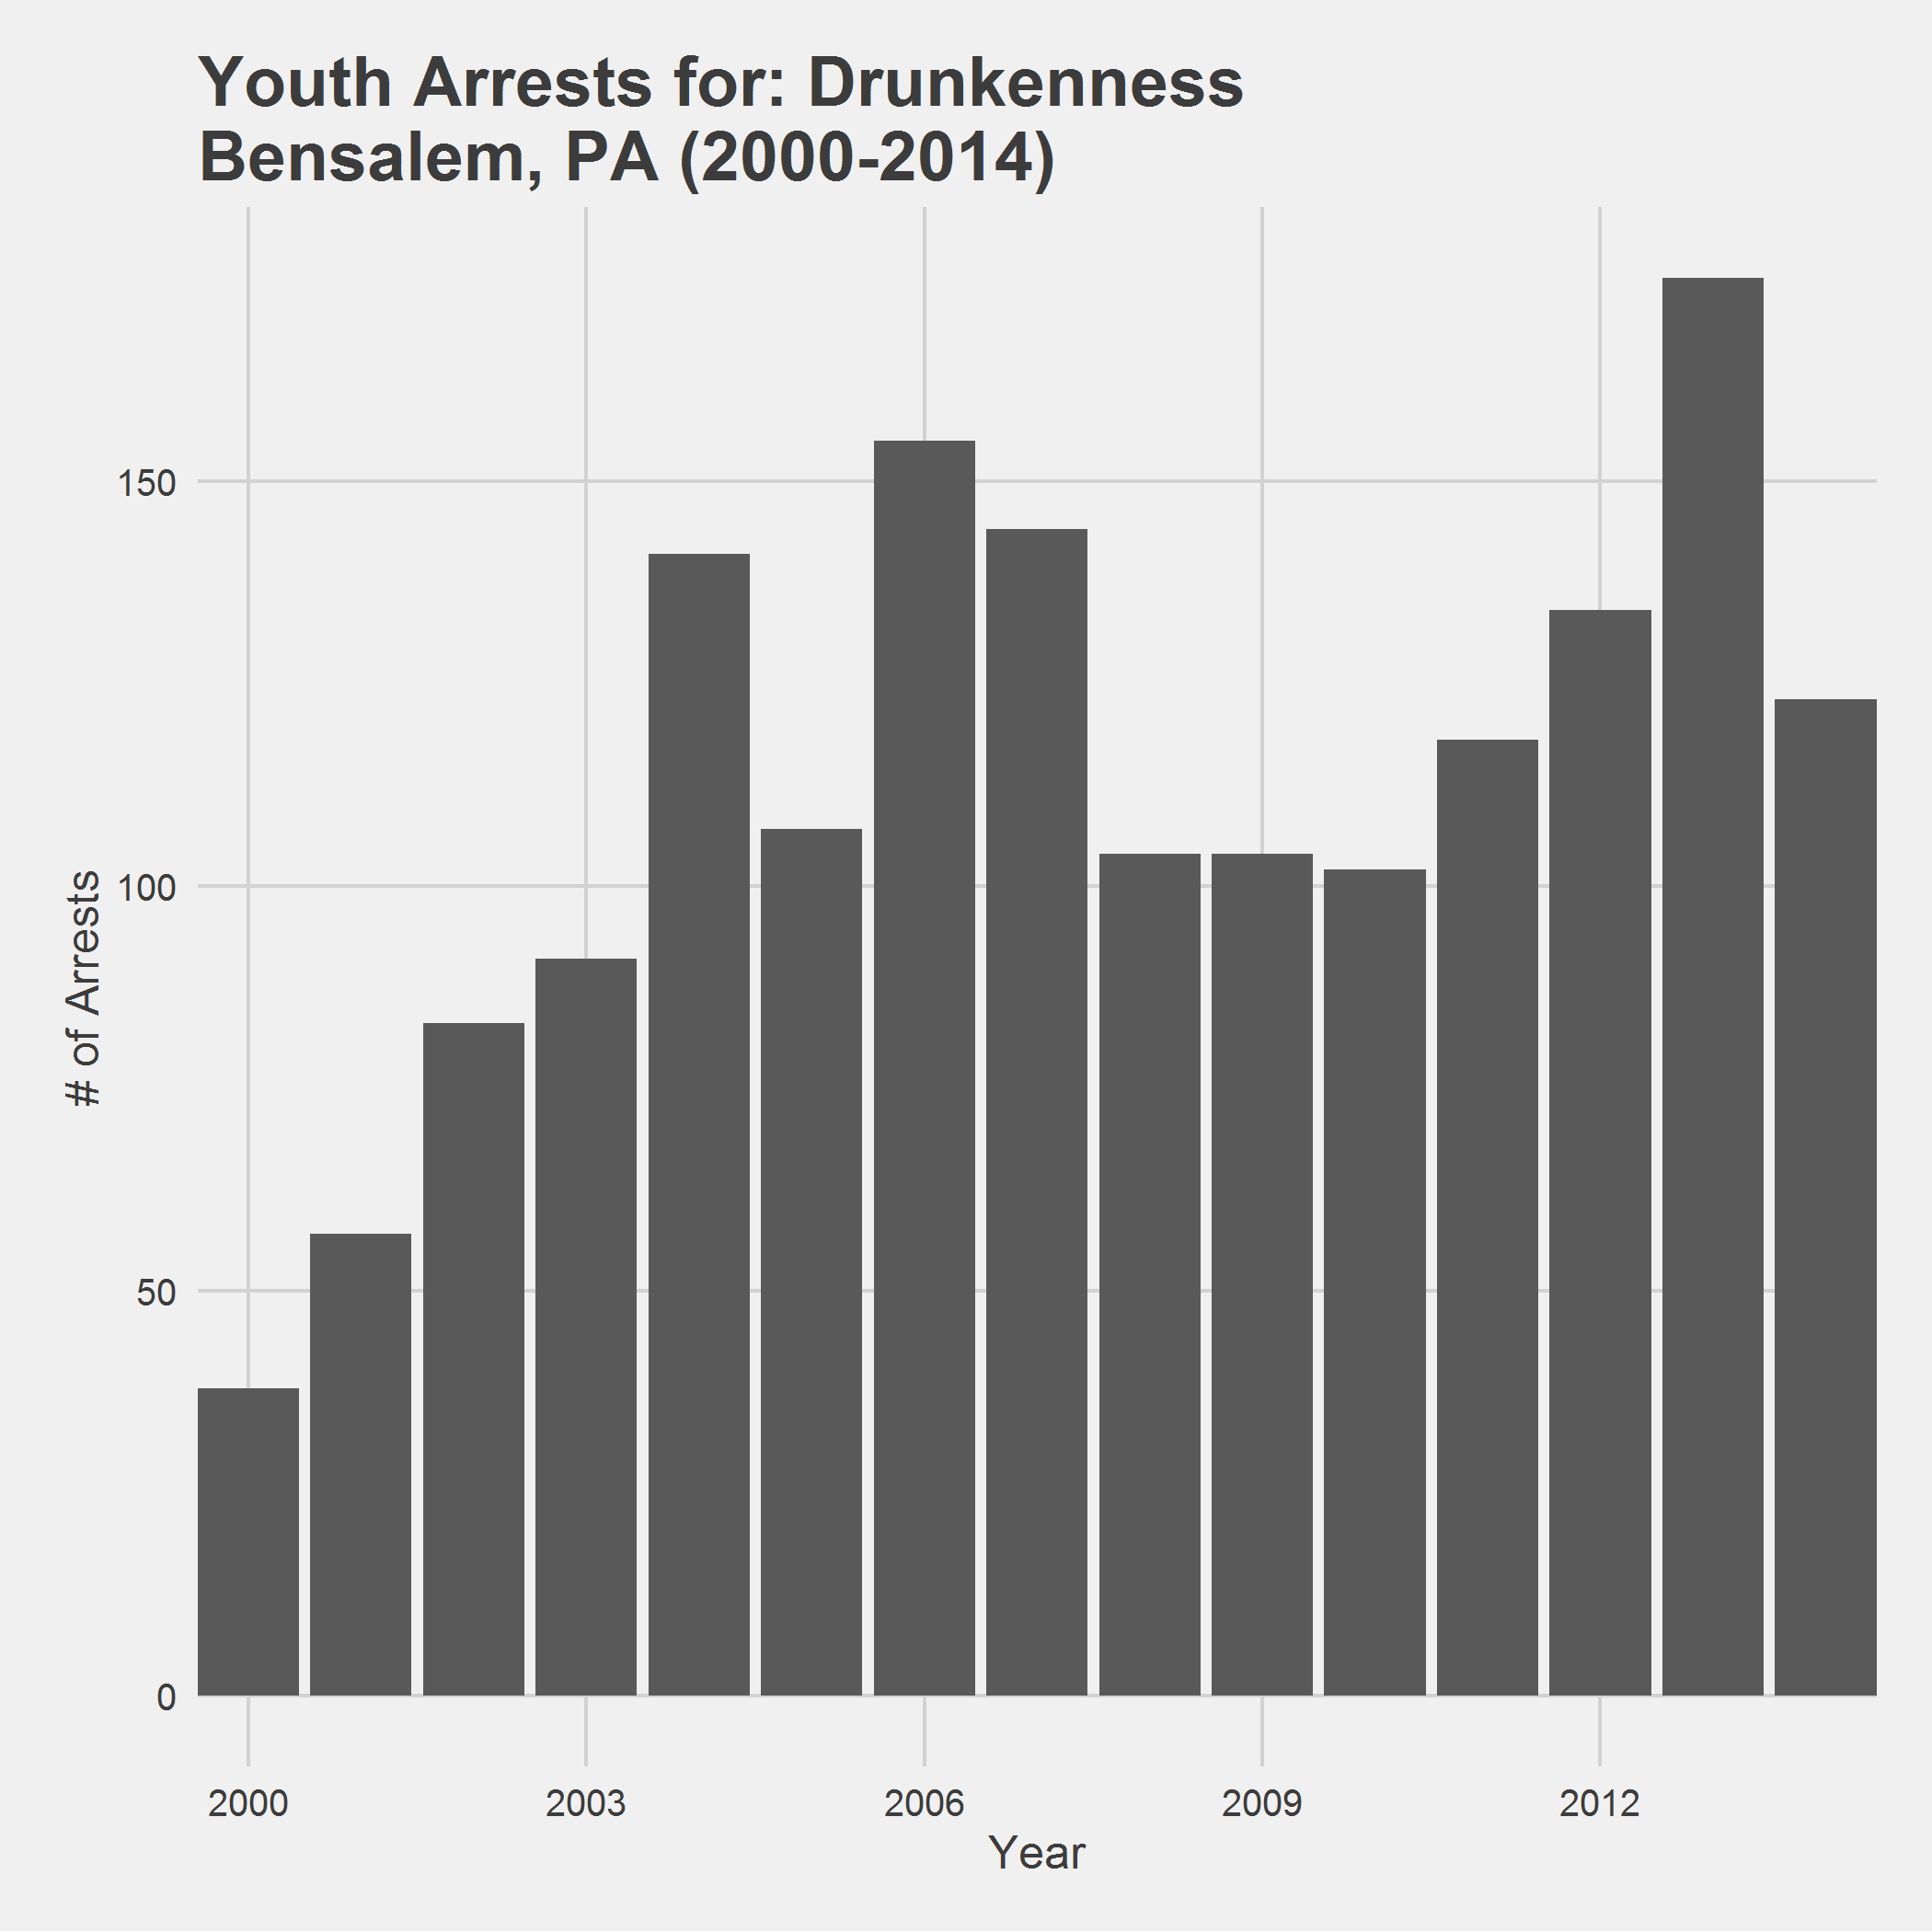 Youth Arrests for: Drunkenness
Bensalem, PA (2000-2014)
150
100
50
0
# of Arrests
2000 2003 2006 2009 2012
Year